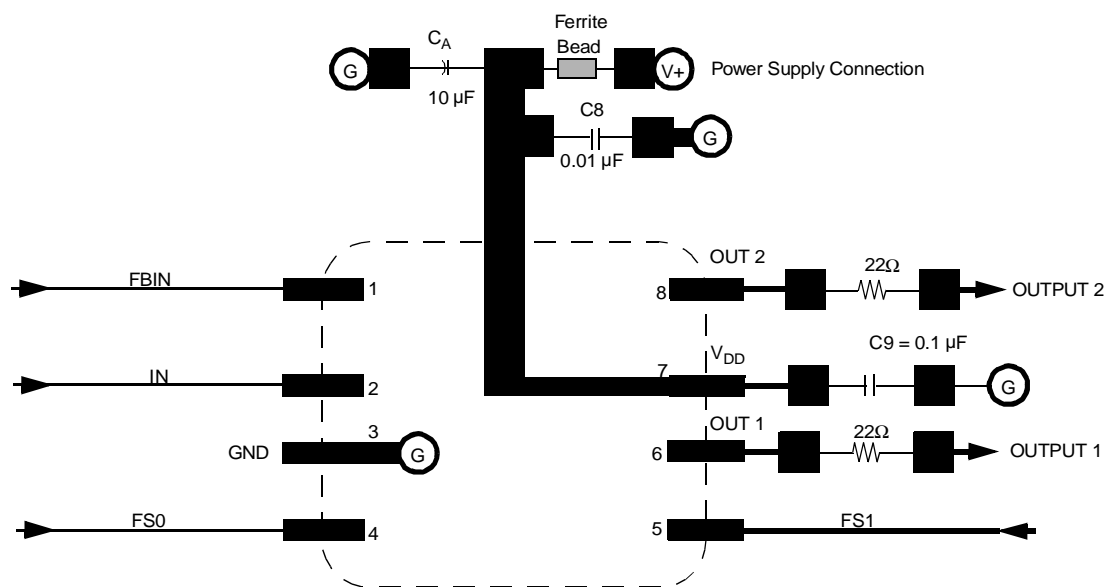 Ferrite
Bead
CA
G
V+
Power Supply Connection
10 µF
C8
G
0.01 µF
FBIN
1
OUT 2
8
22Ω
OUTPUT 2
IN
2
VDD
7
C9 = 0.1 µF
G
GND
3
G
OUT 1
6
22Ω
OUTPUT 1
FS0
4
5
FS1